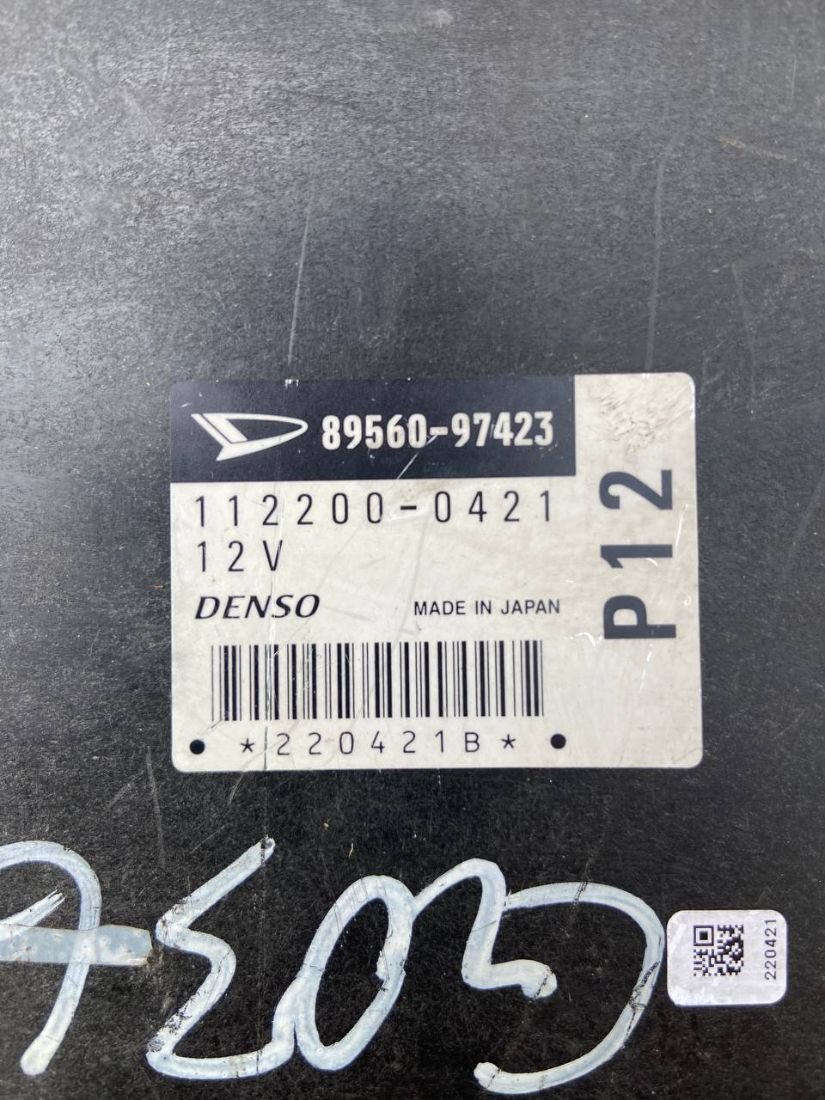 89560-97423
112200-0421
12V
DENSO MADE IN JAPAN
*220421B*
P12
220421